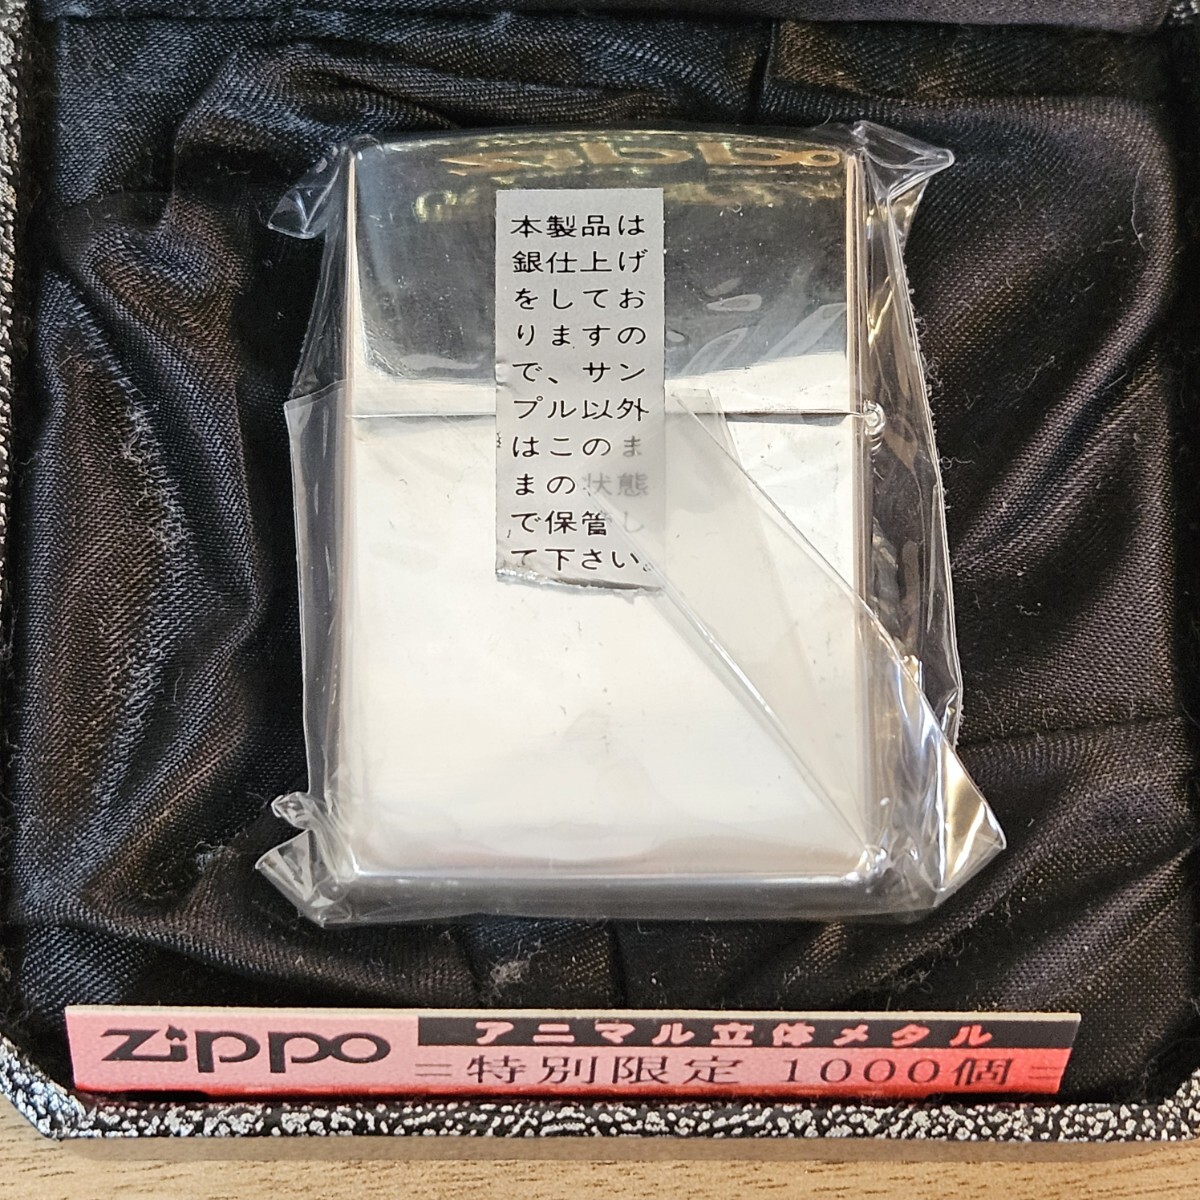 本製品は
銀仕上げ
をしてお
りますの
で、サン
プル以外
はこのま
まの状態
で保管し
て下さい。
Zippo アニマル立体メタル
=特別限定 1000個=